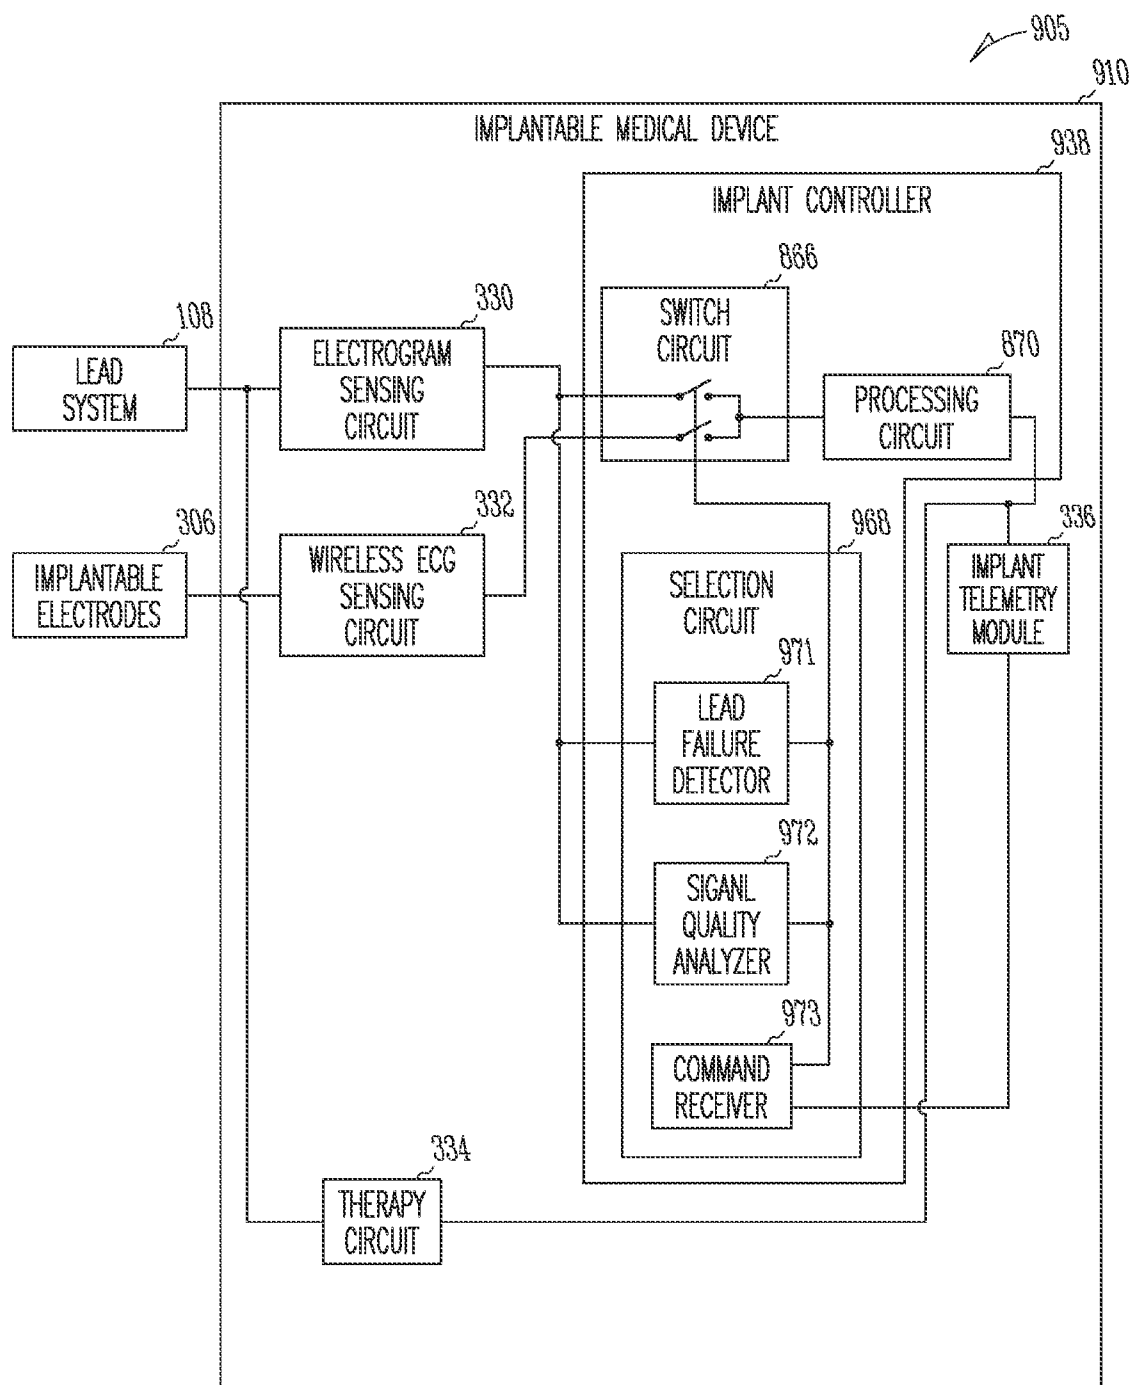 905
910
IMPLANTABLE MEDICAL DEVICE
938
IMPLANT CONTROLLER
866
SWITCH
CIRCUIT
108
LEAD
SYSTEM
330
ELECTROGRAM
SENSING
CIRCUIT
870
PROCESSING
CIRCUIT
306
IMPLANTABLE
ELECTRODES
332
WIRELESS ECG
SENSING
CIRCUIT
968
SELECTION
CIRCUIT
336
IMPLANT
TELEMETRY
MODULE
971
LEAD
FAILURE
DETECTOR
972
SIGANL
QUALITY
ANALYZER
973
COMMAND
RECEIVER
334
THERAPY
CIRCUIT